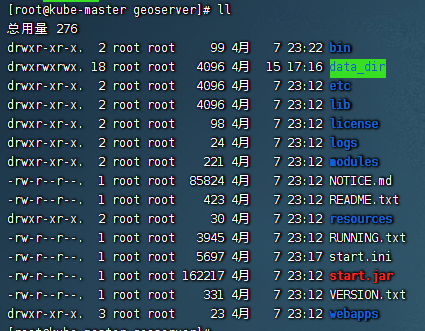 [root@kube-master geoserver]# ll
总用量 276
drwxr-xr-x. 2 root root 99 4月 7 23:22 bin
drwxrwxrwx. 18 root root 4096 4月 15 17:16 data_dir
drwxr-xr-x. 2 root root 4096 4月 7 23:12 etc
drwxr-xr-x. 2 root root 4096 4月 7 23:12 lib
drwxr-xr-x. 2 root root 98 4月 7 23:12 license
drwxr-xr-x. 2 root root 24 4月 7 23:12 logs
drwxr-xr-x. 2 root root 221 4月 7 23:12 modules
-rw-r--r--. 1 root root 85824 4月 7 23:12 NOTICE.md
-rw-r--r--. 1 root root 423 4月 7 23:12 README.txt
drwxr-xr-x. 2 root root 30 4月 7 23:12 resources
-rw-r--r--. 1 root root 3945 4月 7 23:12 RUNNING.txt
-rw-r--r--. 1 root root 5697 4月 7 23:17 start.ini
-rw-r--r--. 1 root root 162217 4月 7 23:12 start.jar
-rw-r--r--. 1 root root 331 4月 7 23:12 VERSION.txt
drwxr-xr-x. 3 root root 23 4月 7 23:12 webapps